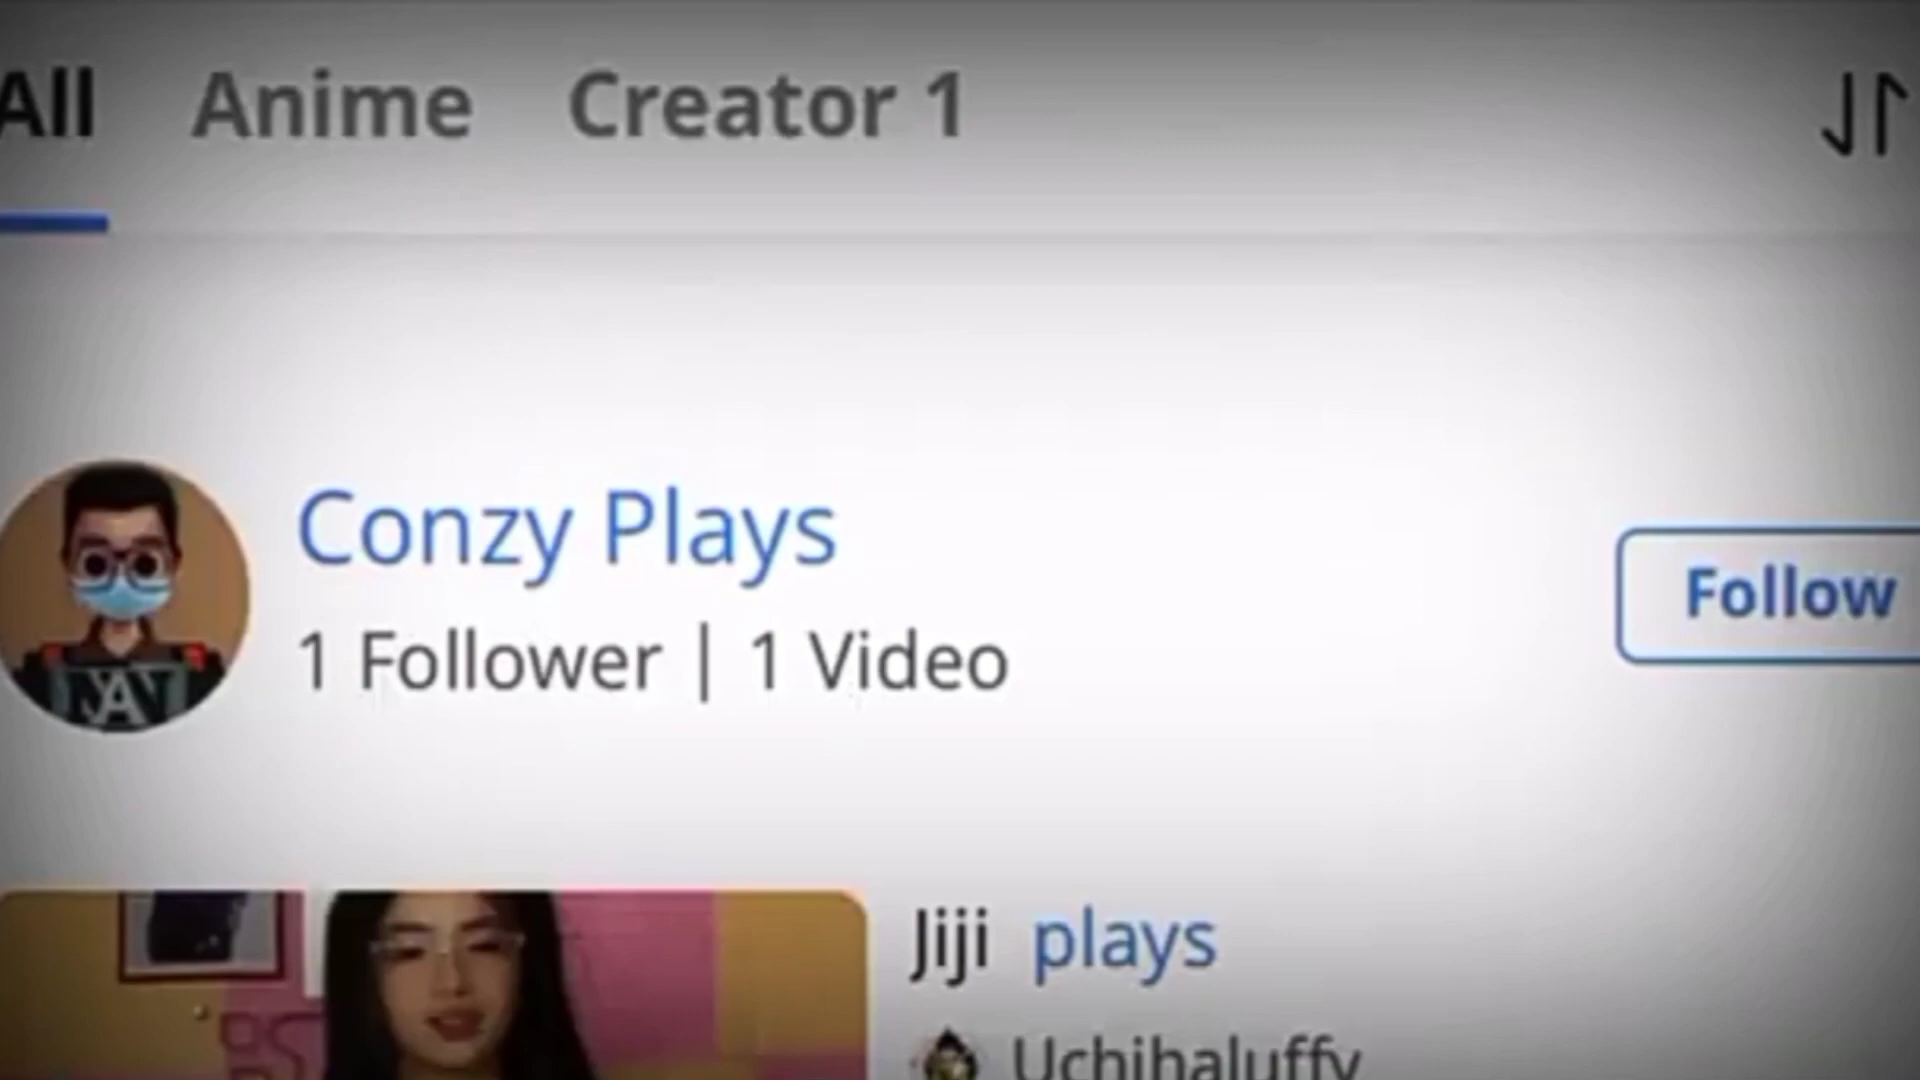 All Anime Creator 1
Conzy Plays
Follow
1 Follower | 1 Video
Jiji plays
Uchihaluffy